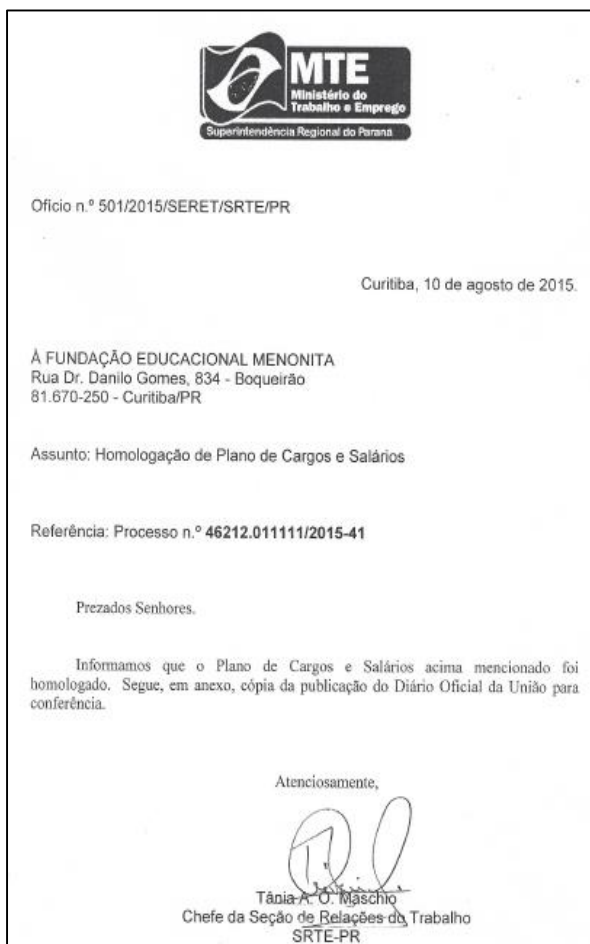 MTE
Ministério do
Trabalho e Emprego
Superintendência Regional do Paraná
Ofício n.º 501/2015/SERET/SRTE/PR
Curitiba, 10 de agosto de 2015.
À FUNDAÇÃO EDUCACIONAL MENONITA
Rua Dr. Danilo Gomes, 834 - Boqueirão
81.670-250 - Curitiba/PR
Assunto: Homologação de Plano de Cargos e Salários
Referência: Processo n.º 46212.011111/2015-41
Prezados Senhores.
Informamos que o Plano de Cargos e Salários acima mencionado foi
homologado. Segue, em anexo, cópia da publicação do Diário Oficial da União para
conferência.
Atenciosamente,
Tânia A. O. Maschio
Chefe da Seção de Relações do Trabalho
SRTE-PR